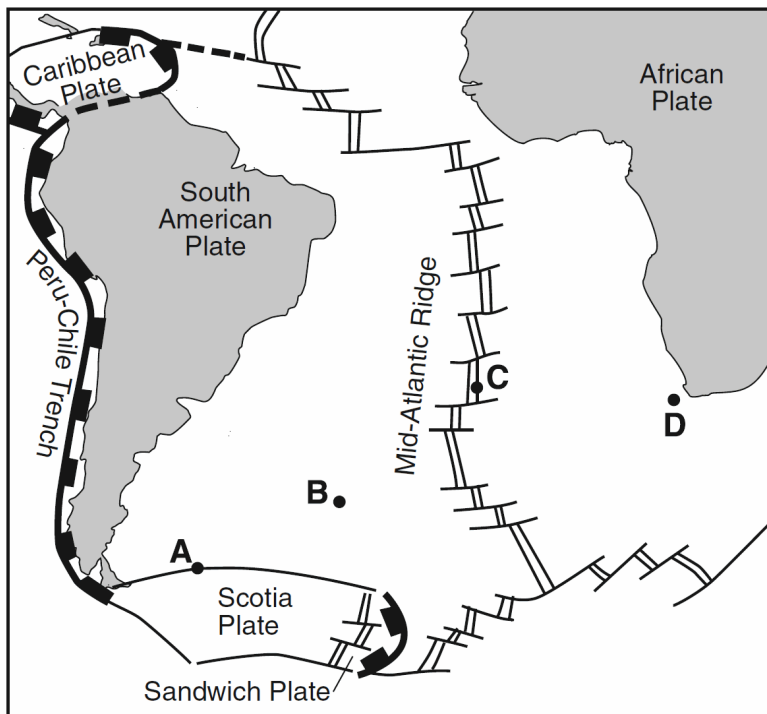 Caribbean
Plate
African
Plate
South
American
Plate
Peru-Chile Trench
Mid-Atlantic Ridge
C
D
B
A
Scotia
Plate
Sandwich Plate